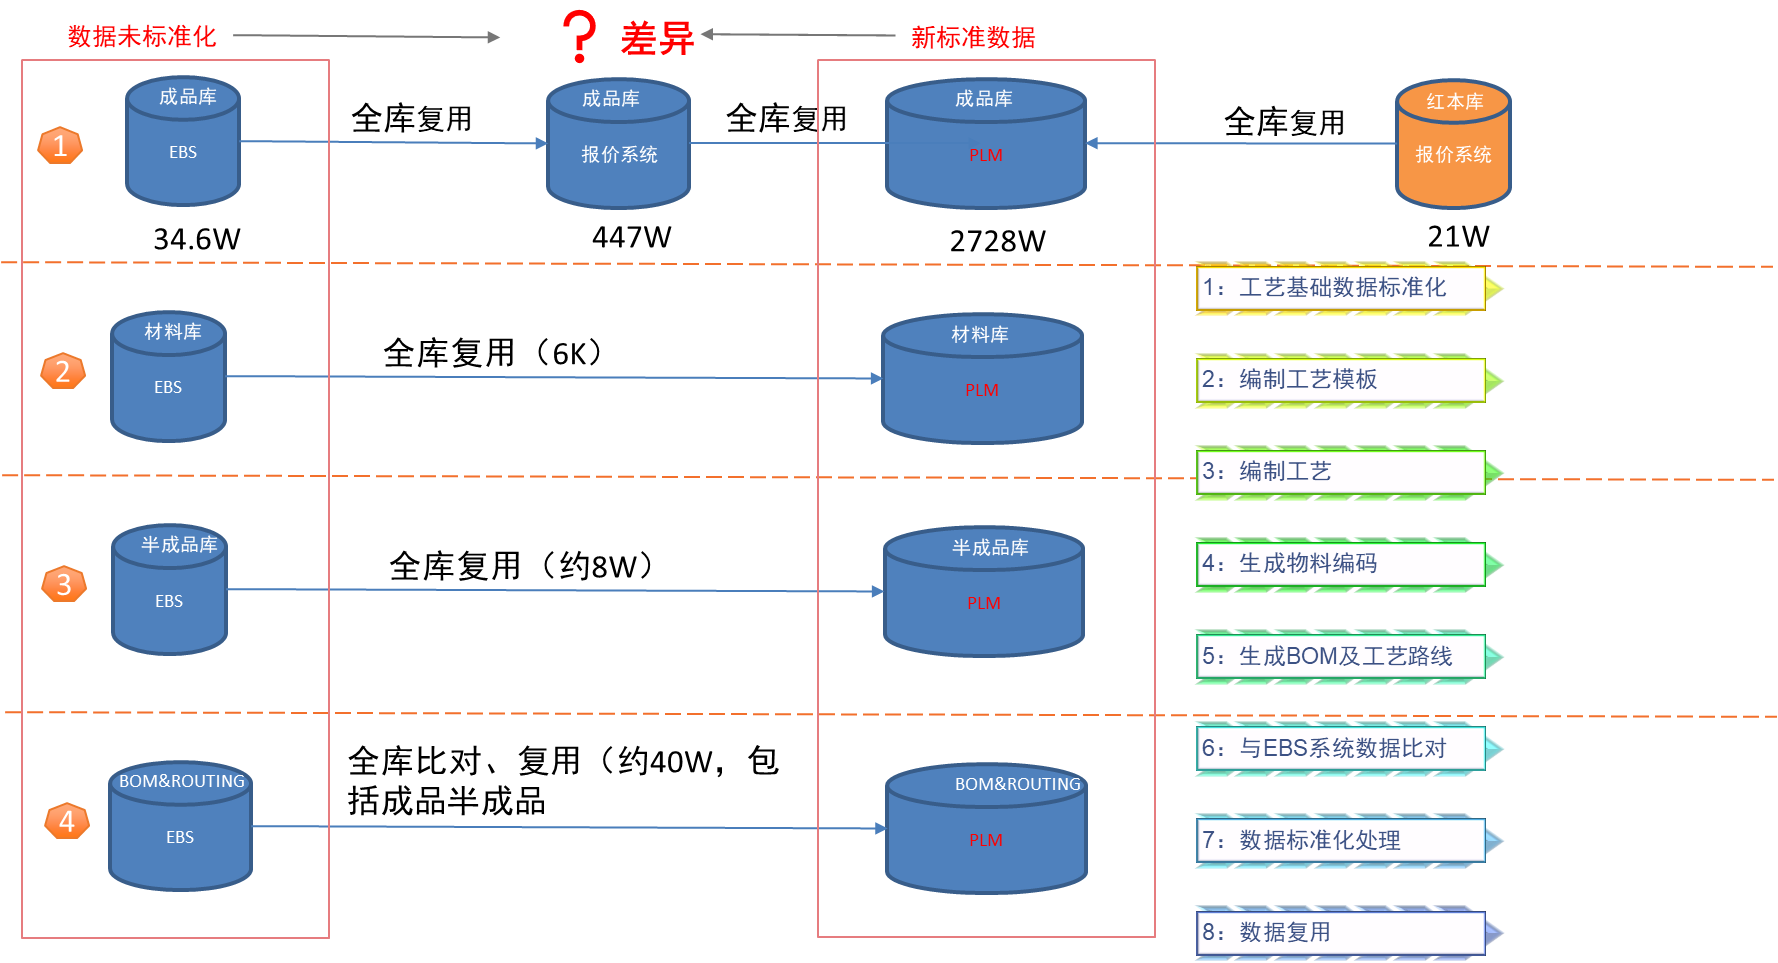 数据未标准化
? 差异
新标准数据
1
成品库
EBS
34.6W
全库复用
成品库
报价系统
447W
全库复用
成品库
PLM
2728W
全库复用
红本库
报价系统
21W
2
材料库
EBS
全库复用（6K）
材料库
PLM
3
半成品库
EBS
全库复用（约8W）
半成品库
PLM
4
BOM&ROUTING
EBS
全库比对、复用（约40W，包
括成品半成品
BOM&ROUTING
PLM
1：工艺基础数据标准化
2：编制工艺模板
3：编制工艺
4：生成物料编码
5：生成BOM及工艺路线
6：与EBS系统数据比对
7：数据标准化处理
8：数据复用